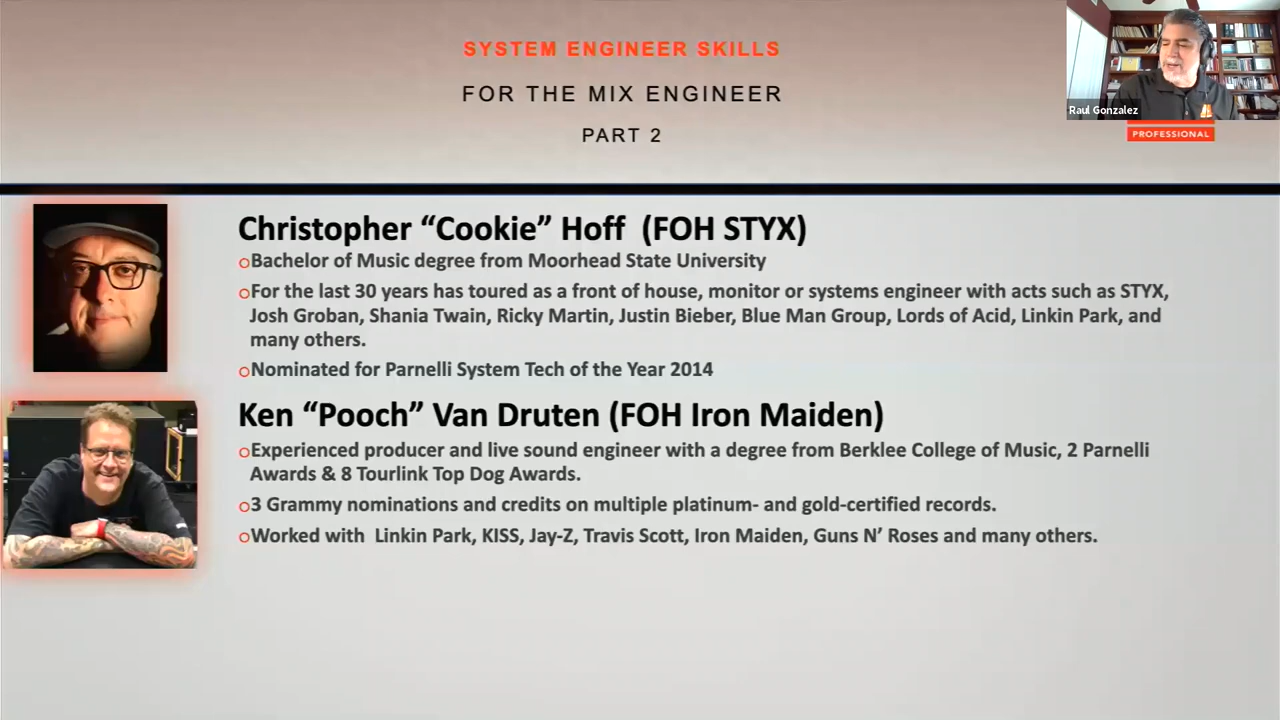 SYSTEM ENGINEER SKILLS
FOR THE MIX ENGINEER
PART 2
Raul Gonzalez
PROFESSIONAL
Christopher “Cookie” Hoff  (FOH STYX)
Bachelor of Music degree from Moorhead State University
For the last 30 years has toured as a front of house, monitor or systems engineer with acts such as STYX,
Josh Groban, Shania Twain, Ricky Martin, Justin Bieber, Blue Man Group, Lords of Acid, Linkin Park, and
many others.
Nominated for Parnelli System Tech of the Year 2014
Ken “Pooch” Van Druten (FOH Iron Maiden)
Experienced producer and live sound engineer with a degree from Berklee College of Music, 2 Parnelli
Awards & 8 Tourlink Top Dog Awards.
3 Grammy nominations and credits on multiple platinum- and gold-certified records.
Worked with  Linkin Park, KISS, Jay-Z, Travis Scott, Iron Maiden, Guns N’ Roses and many others.